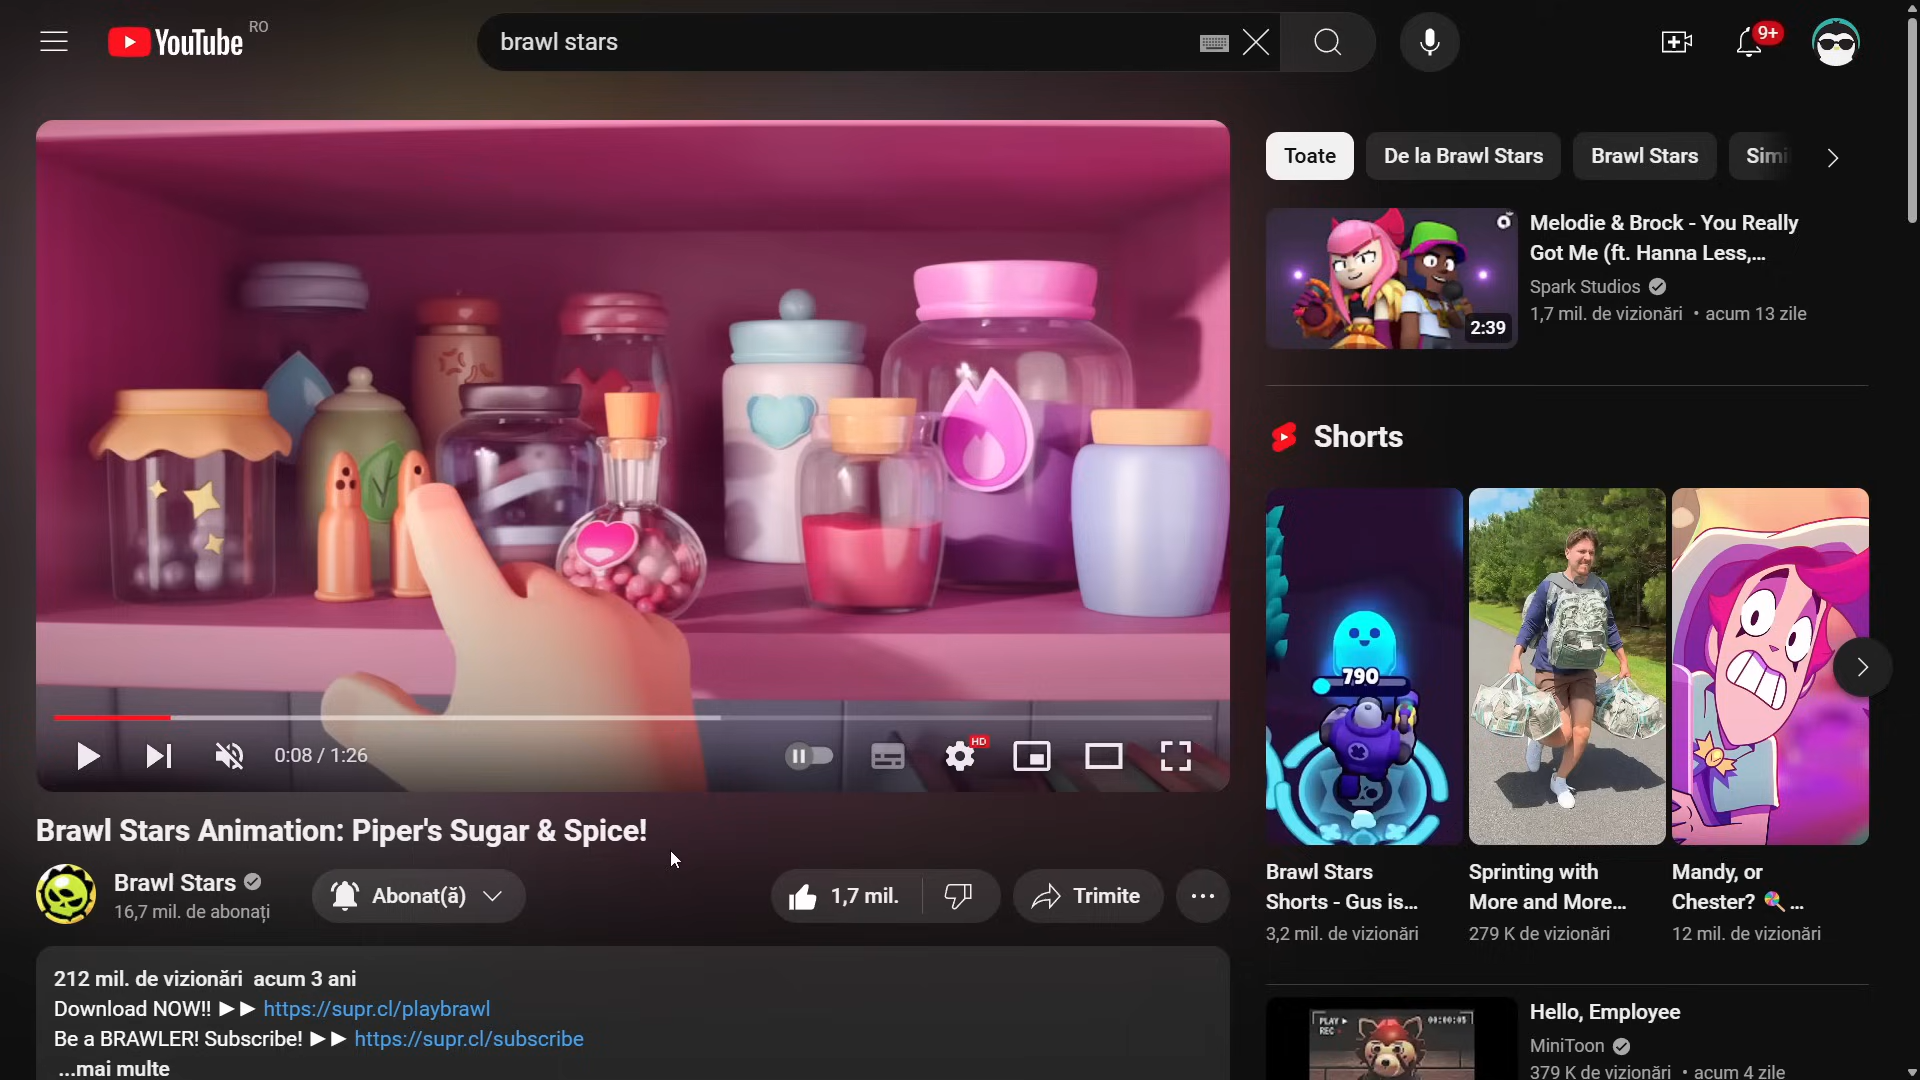 YouTube RO
brawl stars
9+
Toate
De la Brawl Stars
Brawl Stars
Simi
2:39
Melodie & Brock - You Really
Got Me (ft. Hanna Less,...
Spark Studios
1,7 mil. de vizionări • acum 13 zile
Shorts
790
Brawl Stars
Shorts - Gus is...
3,2 mil. de vizionări
Sprinting with
More and More...
279 K de vizionări
Mandy, or
Chester? 🍭 ...
12 mil. de vizionări
PLAY
REC
00:00:05
Hello, Employee
MiniToon
379 K de vizionări • acum 4 zile
0:08 / 1:26
HD
Brawl Stars Animation: Piper's Sugar & Spice!
Brawl Stars
16,7 mil. de abonați
Abonat(ă)
1,7 mil.
Trimite
212 mil. de vizionări acum 3 ani
Download NOW!! ►► https://supr.cl/playbrawl
Be a BRAWLER! Subscribe! ►► https://supr.cl/subscribe
...mai multe